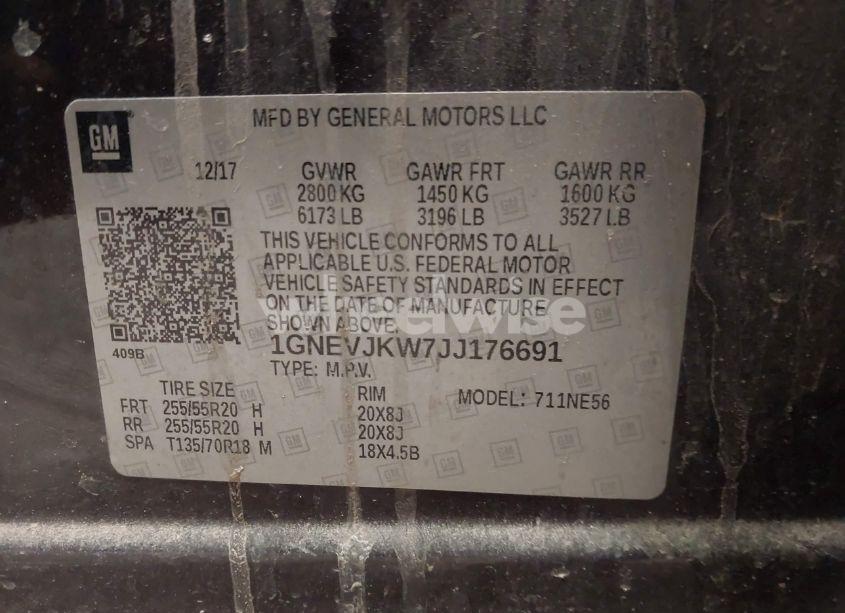 GM
MFD BY GENERAL MOTORS LLC
12/17 GVWR GAWR FRT GAWR RR
2800 KG 1450 KG 1600 KG
6173 LB 3196 LB 3527 LB
THIS VEHICLE CONFORMS TO ALL
APPLICABLE U.S. FEDERAL MOTOR
VEHICLE SAFETY STANDARDS IN EFFECT
ON THE DATE OF MANUFACTURE
SHOWN ABOVE.
409B
1GNEVJKW7JJ176691
TYPE: M.P.V.
TIRE SIZE RIM MODEL: 711NE56
FRT 255/55R20 H 20X8J
RR 255/55R20 H 20X8J
SPA T135/70R18 M 18X4.5B